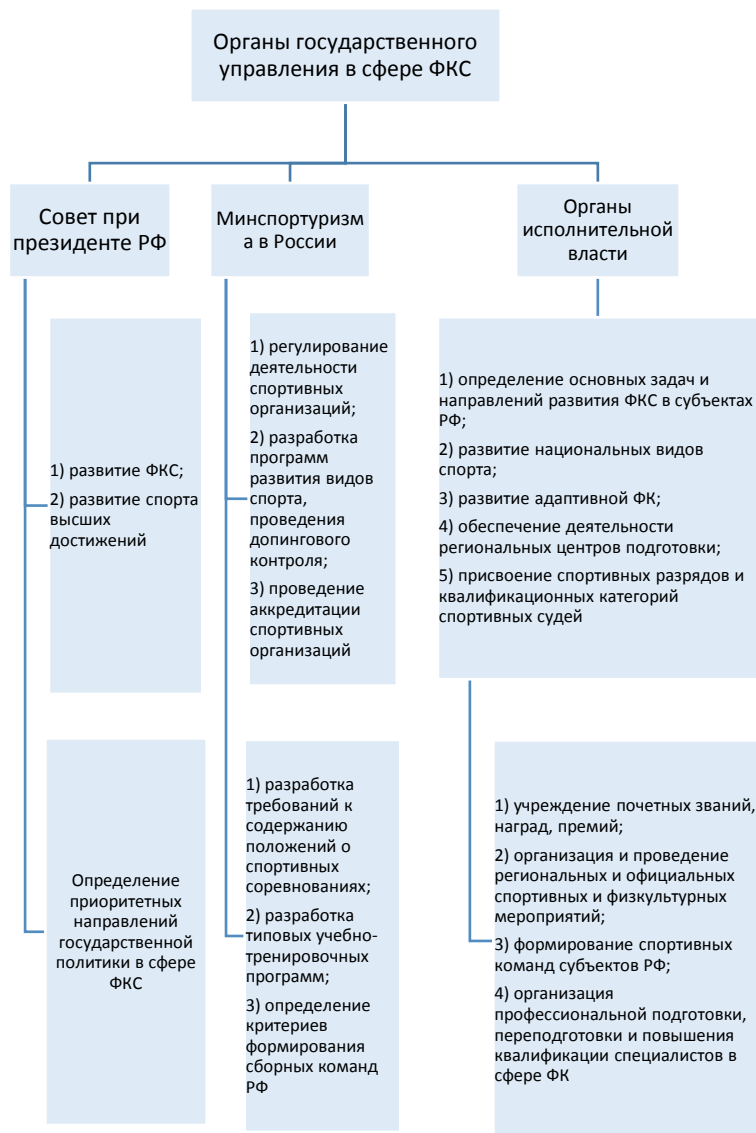 Органы государственного
управления в сфере ФКС
Совет при
президенте РФ
Минспортуризм
а в России
Органы
исполнительной
власти
1) развитие ФКС;
2) развитие спорта
высших
достижений
1) регулирование
деятельности
спортивных
организаций;
2) разработка
программ
развития видов
спорта,
проведения
допингового
контроля;
3) проведение
аккредитации
спортивных
организаций
1) определение основных задач и
направлений развития ФКС в субъектах
РФ;
2) развитие национальных видов
спорта;
3) развитие адаптивной ФК;
4) обеспечение деятельности
региональных центров подготовки;
5) присвоение спортивных разрядов и
квалификационных категорий
спортивных судей
Определение
приоритетных
направлений
государственной
политики в сфере
ФКС
1) разработка
требований к
содержанию
положений о
спортивных
соревнованиях;
2) разработка
типовых учебно-
тренировочных
программ;
3) определение
критериев
формирования
сборных команд
РФ
1) учреждение почетных званий,
наград, премий;
2) организация и проведение
региональных и официальных
спортивных и физкультурных
мероприятий;
3) формирование спортивных
команд субъектов РФ;
4) организация
профессиональной подготовки,
переподготовки и повышения
квалификации специалистов в
сфере ФК